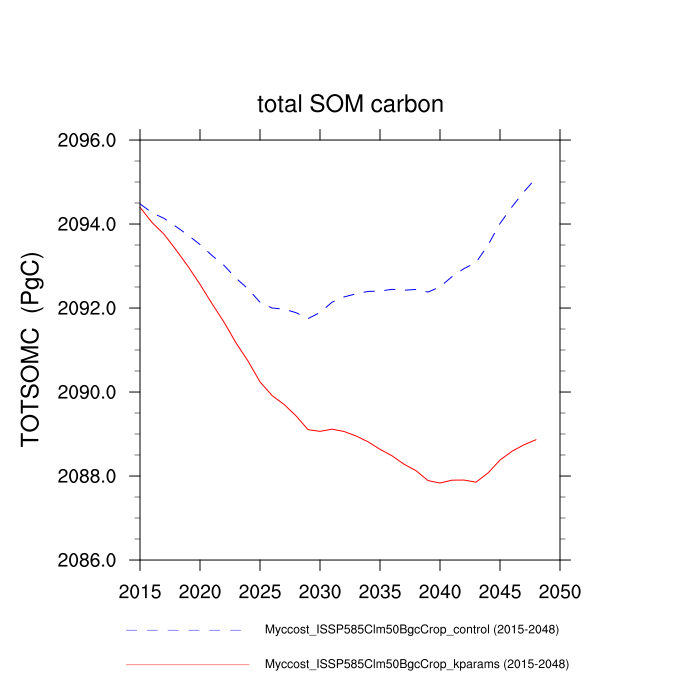 total SOM carbon
TOTSOMC (PgC)
2096.0
2094.0
2092.0
2090.0
2088.0
2086.0
2015 2020 2025 2030 2035 2040 2045 2050
Myccost_ISSP585Clm50BgcCrop_control (2015-2048)
Myccost_ISSP585Clm50BgcCrop_kparams (2015-2048)